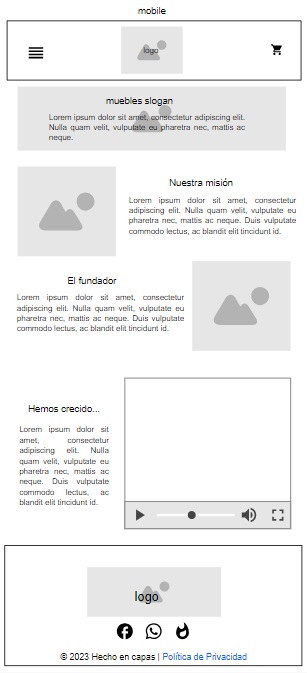 mobile
logo
muebles slogan
Lorem ipsum dolor sit amet, consectetur adipiscing elit.
Nulla quam velit, vulputate eu pharetra nec, mattis ac
neque.
Nuestra misión
Lorem ipsum dolor sit amet, consectetur
adipiscing elit. Nulla quam velit, vulputate eu
pharetra nec, mattis ac neque. Duis vulputate
commodo lectus, ac blandit elit tincidunt id.
El fundador
Lorem ipsum dolor sit amet, consectetur
adipiscing elit. Nulla quam velit, vulputate eu
pharetra nec, mattis ac neque. Duis vulputate
commodo lectus, ac blandit elit tincidunt id.
Hemos crecido...
Lorem ipsum dolor sit
amet, consectetur
adipiscing elit. Nulla
quam velit, vulputate eu
pharetra nec, mattis ac
neque. Duis vulputate
commodo lectus, ac
blandit elit tincidunt id.
logo
© 2023 Hecho en capas | Política de Privacidad